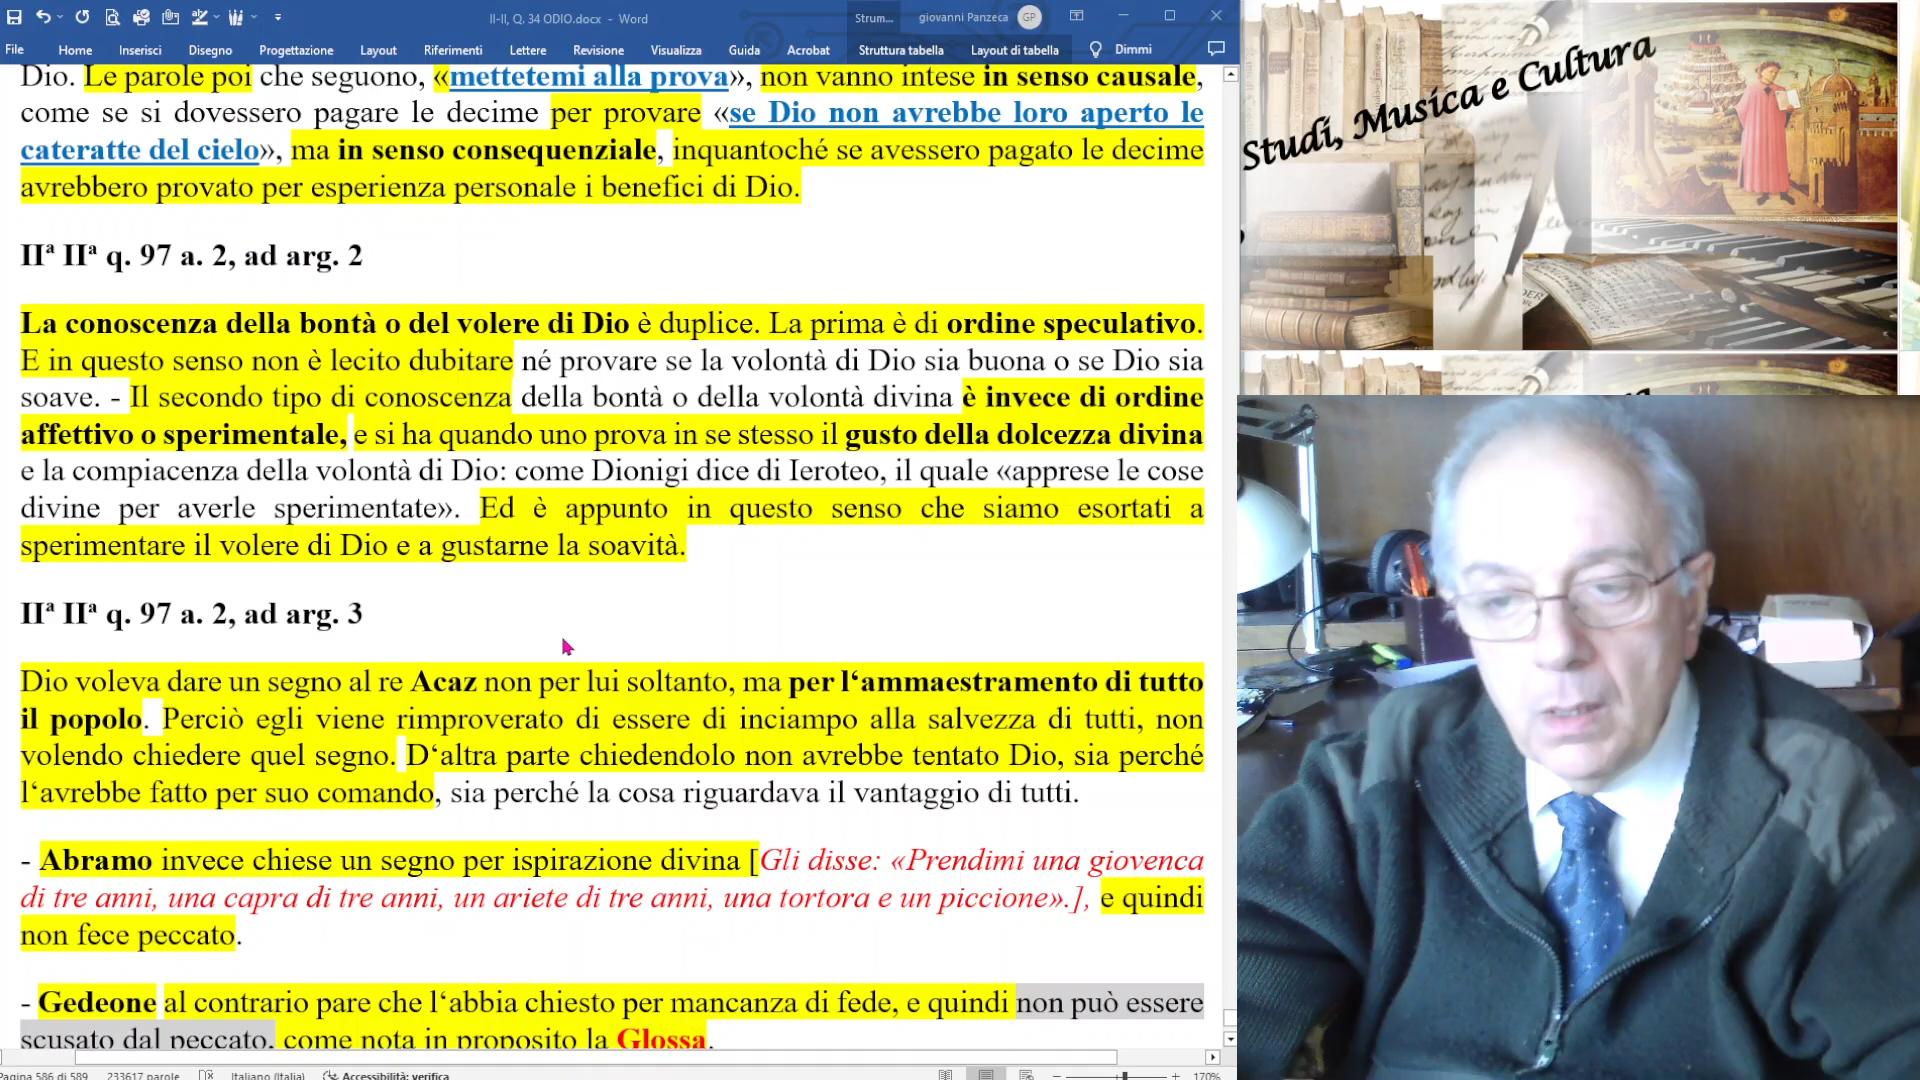 II-II, Q. 34 ODIO.docx - Word
Strum...
giovanni Panzeca
GP
File Home Inserisci Disegno Progettazione Layout Riferimenti Lettere Revisione Visualizza Guida Acrobat Struttura tabella Layout di tabella Dimmi
Dio. Le parole poi che seguono, «mettetemi alla prova», non vanno intese in senso causale,
come se si dovessero pagare le decime per provare «se Dio non avrebbe loro aperto le
cateratte del cielo», ma in senso consequenziale, inquantoché se avessero pagato le decime
avrebbero provato per esperienza personale i benefici di Dio.
IIª IIª q. 97 a. 2, ad arg. 2
La conoscenza della bontà o del volere di Dio è duplice. La prima è di ordine speculativo.
E in questo senso non è lecito dubitare né provare se la volontà di Dio sia buona o se Dio sia
soave. - Il secondo tipo di conoscenza della bontà o della volontà divina è invece di ordine
affettivo o sperimentale, e si ha quando uno prova in se stesso il gusto della dolcezza divina
e la compiacenza della volontà di Dio: come Dionigi dice di Ieroteo, il quale «apprese le cose
divine per averle sperimentate». Ed è appunto in questo senso che siamo esortati a
sperimentare il volere di Dio e a gustarne la soavità.
IIª IIª q. 97 a. 2, ad arg. 3
Dio voleva dare un segno al re Acaz non per lui soltanto, ma per l‘ammaestramento di tutto
il popolo. Perciò egli viene rimproverato di essere di inciampo alla salvezza di tutti, non
volendo chiedere quel segno. D‘altra parte chiedendolo non avrebbe tentato Dio, sia perché
l‘avrebbe fatto per suo comando, sia perché la cosa riguardava il vantaggio di tutti.
- Abramo invece chiese un segno per ispirazione divina [Gli disse: «Prendimi una giovenca
di tre anni, una capra di tre anni, un ariete di tre anni, una tortora e un piccione».], e quindi
non fece peccato.
- Gedeone al contrario pare che l‘abbia chiesto per mancanza di fede, e quindi non può essere
scusato dal peccato, come nota in proposito la Glossa.
Pagina 586 di 589 233617 parole Italiano (Italia) Accessibilità: verifica 170%
Studi, Musica e Cultura